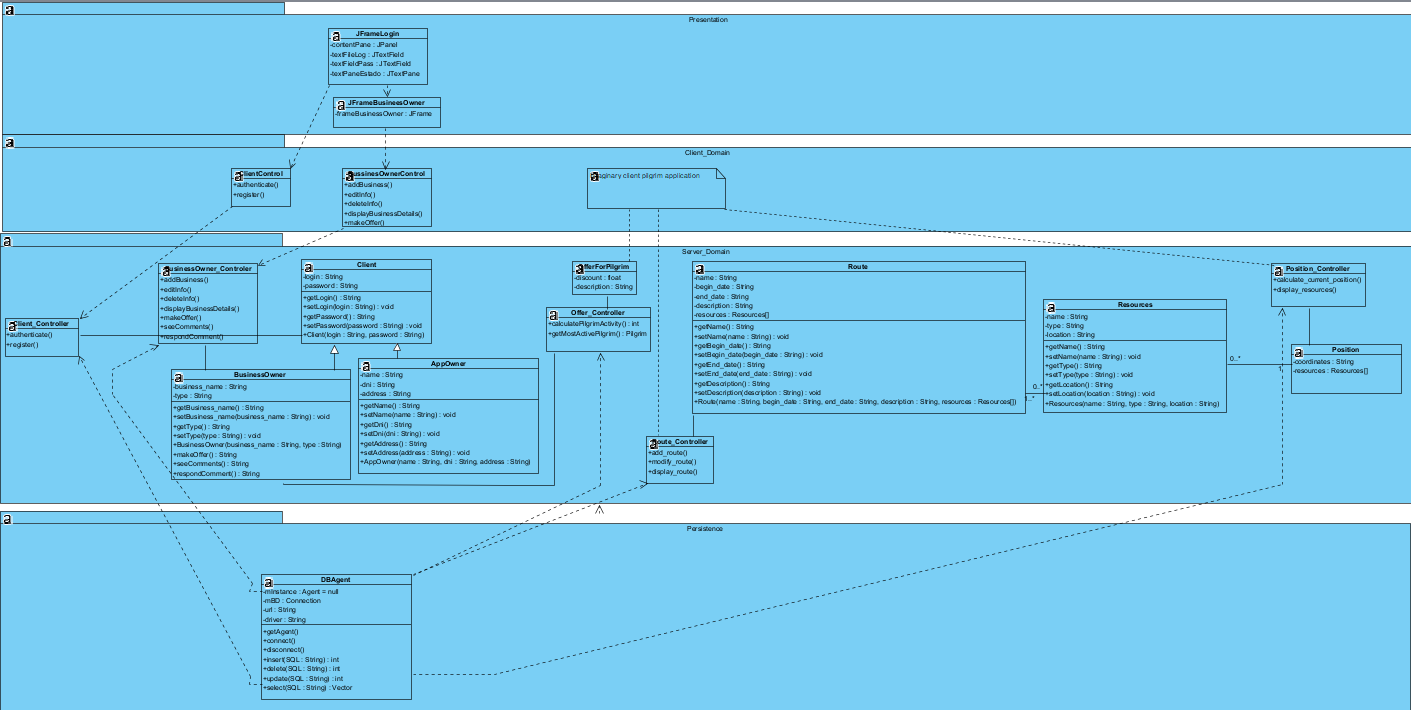 a
Presentation
a JFrameLogin
-contentPane : JPanel
-textFileLog : JTextField
-textFieldPass : JTextField
-textPaneEstado : JTextPane
a JFrameBusineesOwner
-frameBusinessOwner : JFrame
a
Client_Domain
a ClientControl
+authenticate()
+register()
a BussinesOwnerControl
+addBusiness()
+editInfo()
+deleteInfo()
+displayBusinessDetails()
+makeOffer()
a ginary client pilgrim application
a
Server_Domain
a Client_Controller
+authenticate()
+register()
a BusinessOwner_Controler
+addBusiness()
+editInfo()
+deleteInfo()
+displayBusinessDetails()
+makeOffer()
+seeComments()
+respondComment()
a Client
-login : String
-password : String
+getLogin() : String
+setLogin(login : String) : void
+getPassword() : String
+setPassword(password : String) : void
+Client(login : String, password : String)
a BusinessOwner
-business_name : String
-type : String
+getBusiness_name() : String
+setBusiness_name(business_name : String) : void
+getType() : String
+setType(type : String) : void
+BusinessOwner(business_name : String, type : String)
+makeOffer() : String
+seeComments() : String
+respondComment() : String
a AppOwner
-name : String
-dni : String
-address : String
+getName() : String
+setName(name : String) : void
+getDni() : String
+setDni(dni : String) : void
+getAddress() : String
+setAddress(address : String) : void
+AppOwner(name : String, dni : String, address : String)
a OfferForPilgrim
-discount : float
-description : String
a Offer_Controller
+calculatePilgrimActivity() : int
+getMostActivePilgrim() : Pilgrim
a Route
-name : String
-begin_date : String
-end_date : String
-description : String
-resources : Resources[]
+getName() : String
+setName(name : String) : void
+getBegin_date() : String
+setBegin_date(begin_date : String) : void
+getEnd_date() : String
+setEnd_date(end_date : String) : void
+getDescription() : String
+setDescription(description : String) : void
+Route(name : String, begin_date : String, end_date : String, description : String, resources : Resources[])
a Route_Controller
+add_route()
+modify_route()
+display_route()
a Resources
-name : String
-type : String
-location : String
+getName() : String
+setName(name : String) : void
+getType() : String
+setType(type : String) : void
+getLocation() : String
+setLocation(location : String) : void
+Resources(name : String, type : String, location : String)
0..*
a Position_Controller
+calculate_current_position()
+display_resources()
a Position
-coordinates : String
-resources : Resources[]
a
Persistence
a DBAgent
-mInstance : Agent = null
-mBD : Connection
-url : String
-driver : String
+getAgent()
+connect()
+disconnect()
+insert(SQL : String) : int
+delete(SQL : String) : int
+update(SQL : String) : int
+select(SQL : String) : Vector